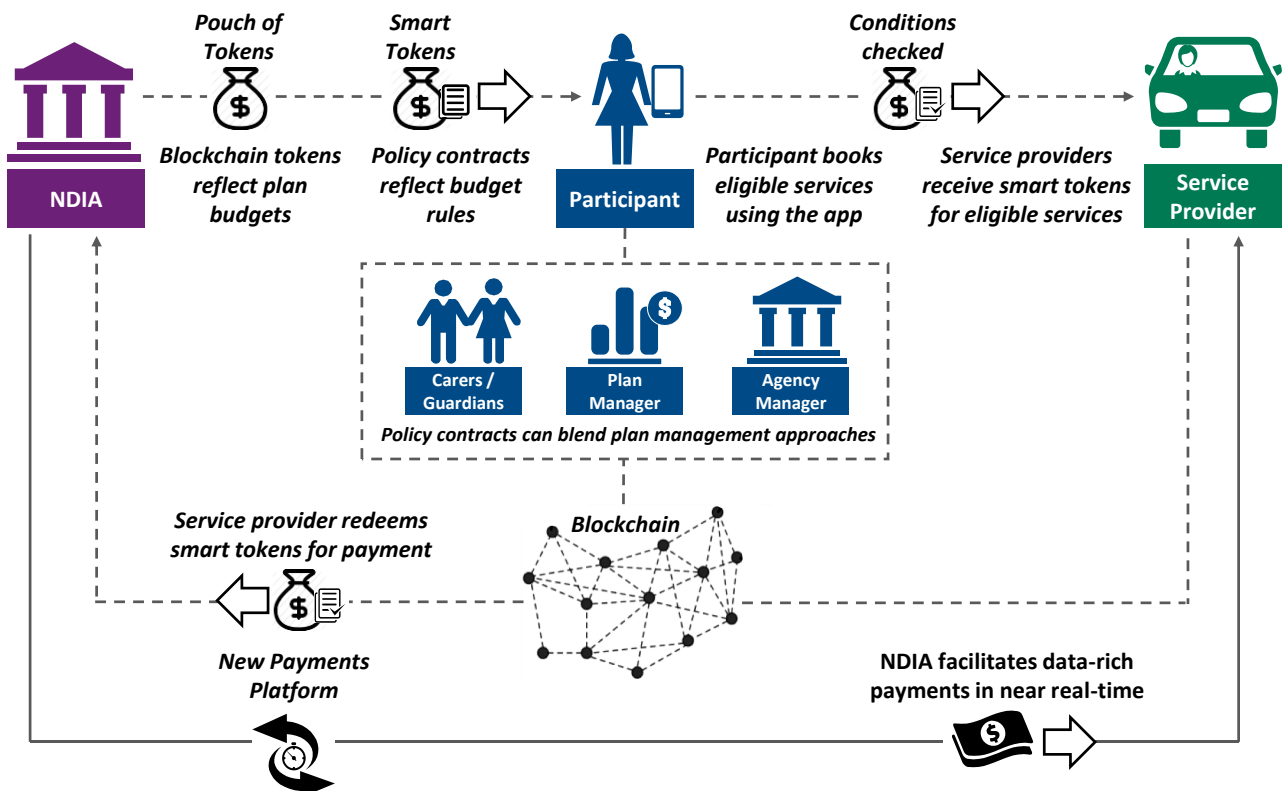 Pouch of
Tokens
Smart
Tokens
Conditions
checked
$
$
$
Blockchain tokens
reflect plan
budgets
Policy contracts
reflect budget
rules
Participant books
eligible services
using the app
Service providers
receive smart tokens
for eligible services
NDIA
Participant
Service
Provider
$
Carers /
Guardians
Plan
Manager
Agency
Manager
Policy contracts can blend plan management approaches
Service provider redeems
smart tokens for payment
Blockchain
$
New Payments
Platform
NDIA facilitates data-rich
payments in near real-time
$